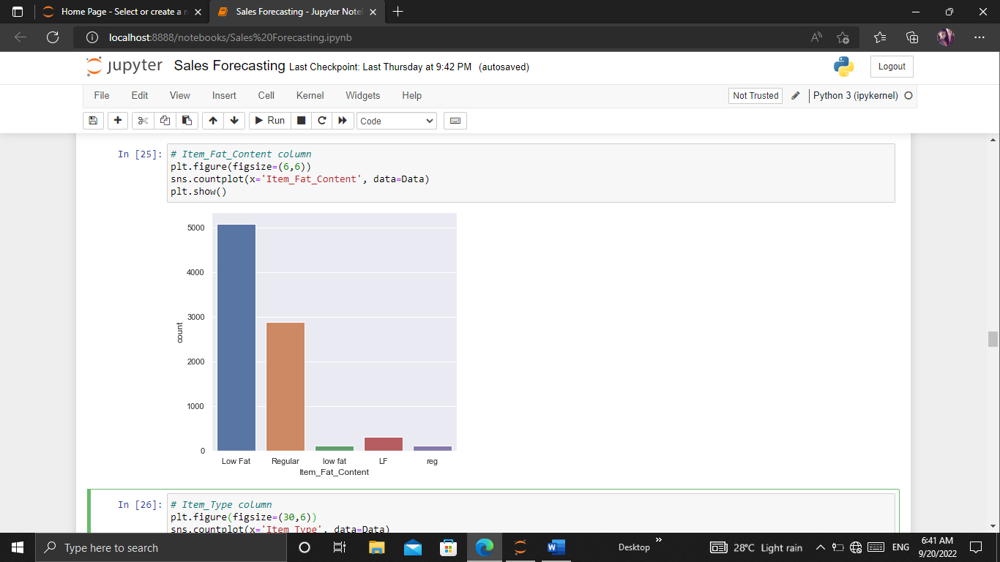 Home Page - Select or create a n
Sales Forecasting - Jupyter Note
localhost:8888/notebooks/Sales%20Forecasting.ipynb
jupyter Sales Forecasting Last Checkpoint: Last Thursday at 9:42 PM (autosaved)
Logout
File Edit View Insert Cell Kernel Widgets Help
Not Trusted
Python 3 (ipykernel)
Run
Code
In [25]: # Item_Fat_Content column
plt.figure(figsize=(6,6))
sns.countplot(x='Item_Fat_Content', data=Data)
plt.show()
5000
4000
3000
2000
1000
0
count
Low Fat Regular low fat LF reg
Item_Fat_Content
In [26]: # Item_Type column
plt.figure(figsize=(30,6))
sns.countplot(x='Item_Type', data=Data)
Type here to search
Desktop
28°C Light rain
ENG
6:41 AM
9/20/2022